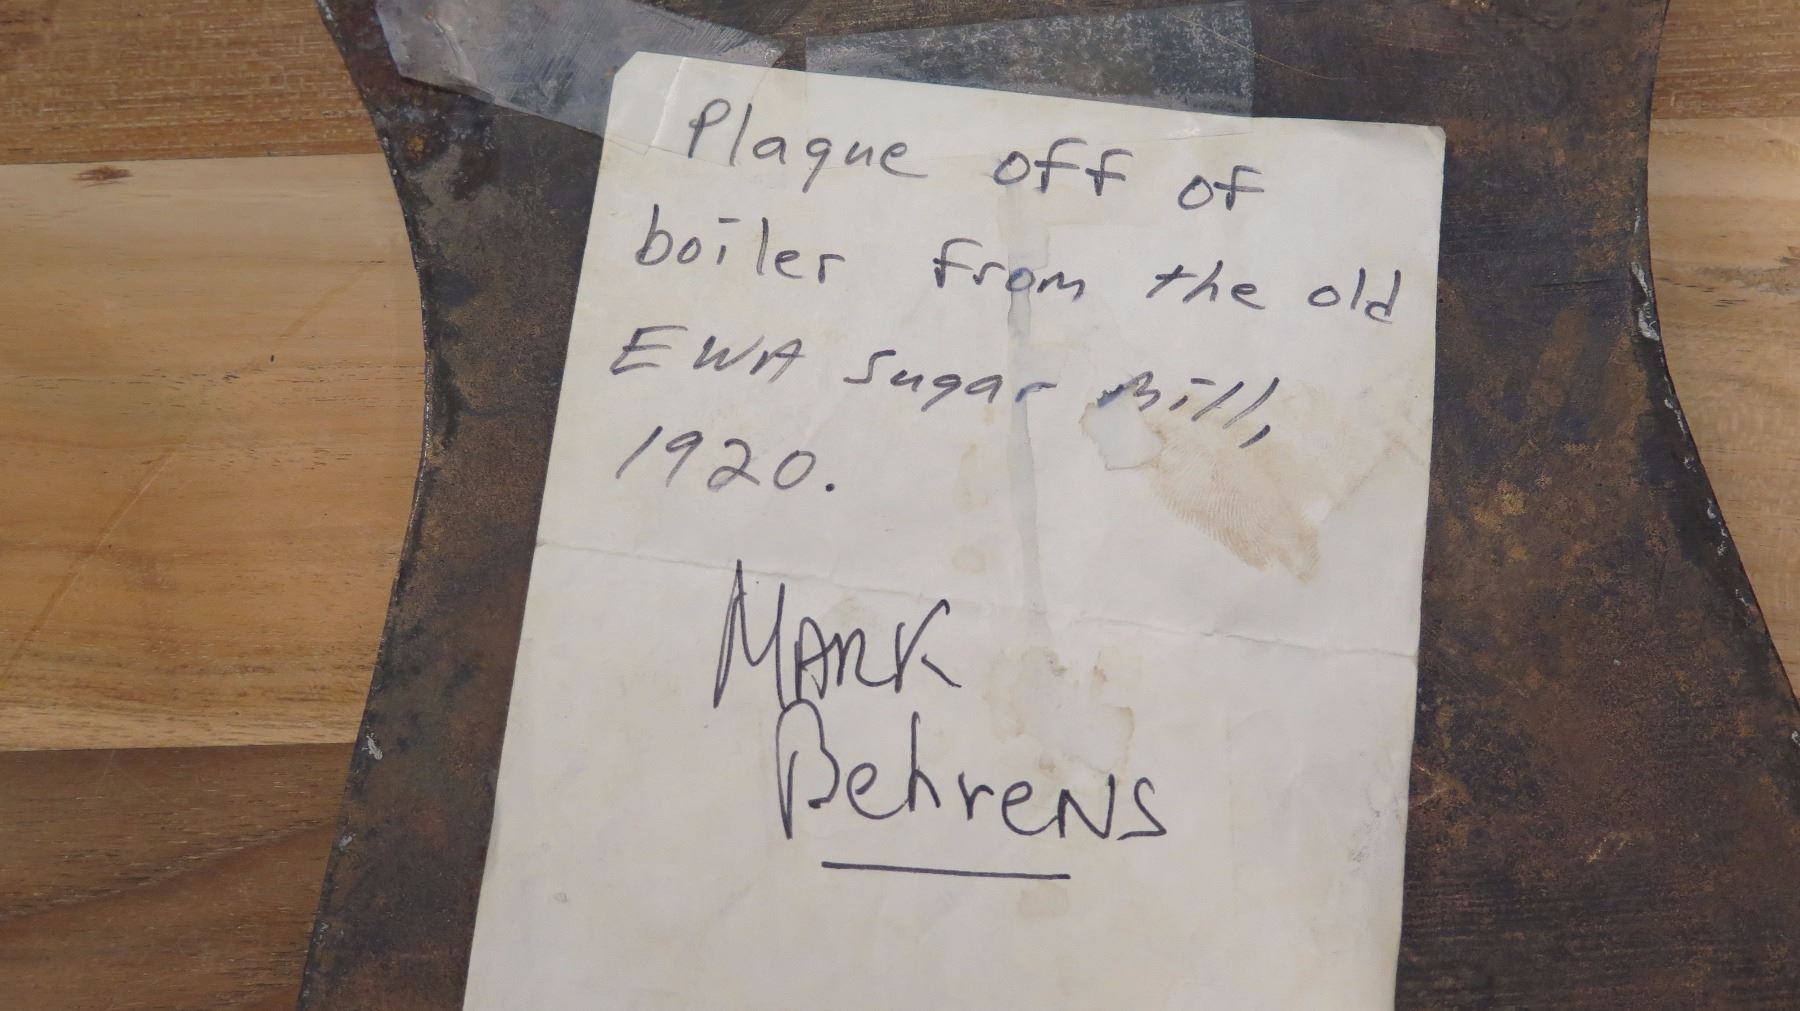 Plaque off of
boiler from the old
EWA Sugar Mill,
1920.
MARK
BehreNS